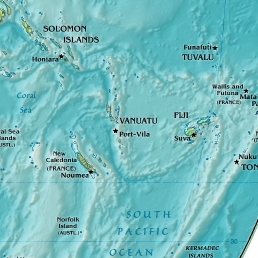 SOLOMON
ISLANDS
Honiara
Funafuti
TUVALU
Coral
Sea
Wallis and
Futuna
(FRANCE)
VANUATU
Port-Vila
FIJI
Suva
New
Caledonia
(FRANCE)
Nouméa
Norfolk
Island
(AUSTL.)
SOUTH
PACIFIC
OCEAN
KERMADEC
ISLANDS